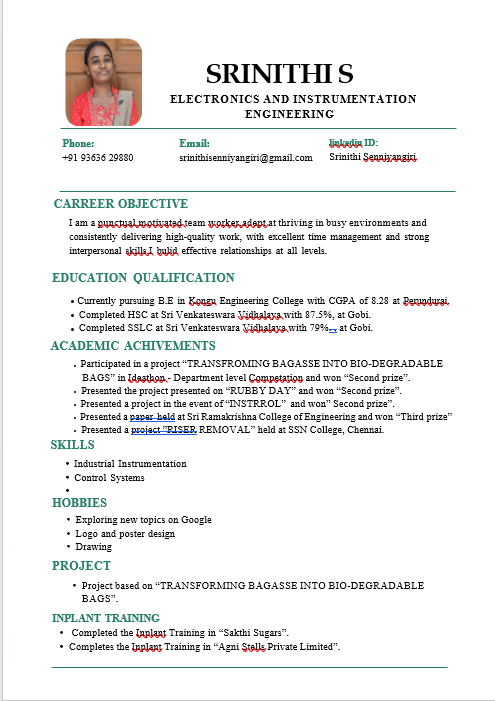 SRINITHI S
ELECTRONICS AND INSTRUMENTATION
ENGINEERING
Phone:
Email:
linkedin ID:
+91 93636 29880
srinithisenniyangiri@gmail.com
Srinithi Senniyangiri
CARREER OBJECTIVE
I am a punctual,motivated team worker,adept at thriving in busy environments and
consistently delivering high-quality work, with excellent time management and strong
interpersonal skills.I bulid effective relationships at all levels.
EDUCATION QUALIFICATION
• Currently pursuing B.E in Kongu Engineering College with CGPA of 8.28 at Perundurai.
• Completed HSC at Sri Venkateswara Vidhalaya with 87.5%, at Gobi.
• Completed SSLC at Sri Venkateswara Vidhalaya with 79%, at Gobi.
ACADEMIC ACHIVEMENTS
• Participated in a project “TRANSFROMING BAGASSE INTO BIO-DEGRADABLE
BAGS” in Ideathon - Department level Competation and won “Second prize”.
• Presented the project presented on “RUBBY DAY” and won “Second prize”.
• Presented a project in the event of “INSTRROL” and won” Second prize”.
• Presented a paper held at Sri Ramakrishna College of Engineering and won “Third prize”
• Presented a project ”RISER REMOVAL” held at SSN College, Chennai.
SKILLS
• Industrial Instrumentation
• Control Systems
•
HOBBIES
• Exploring new topics on Google
• Logo and poster design
• Drawing
PROJECT
• Project based on “TRANSFORMING BAGASSE INTO BIO-DEGRADABLE
BAGS”.
INPLANT TRAINING
• Completed the Inplant Training in “Sakthi Sugars”.
• Completes the Inplant Training in “Agni Stells Private Limited”.